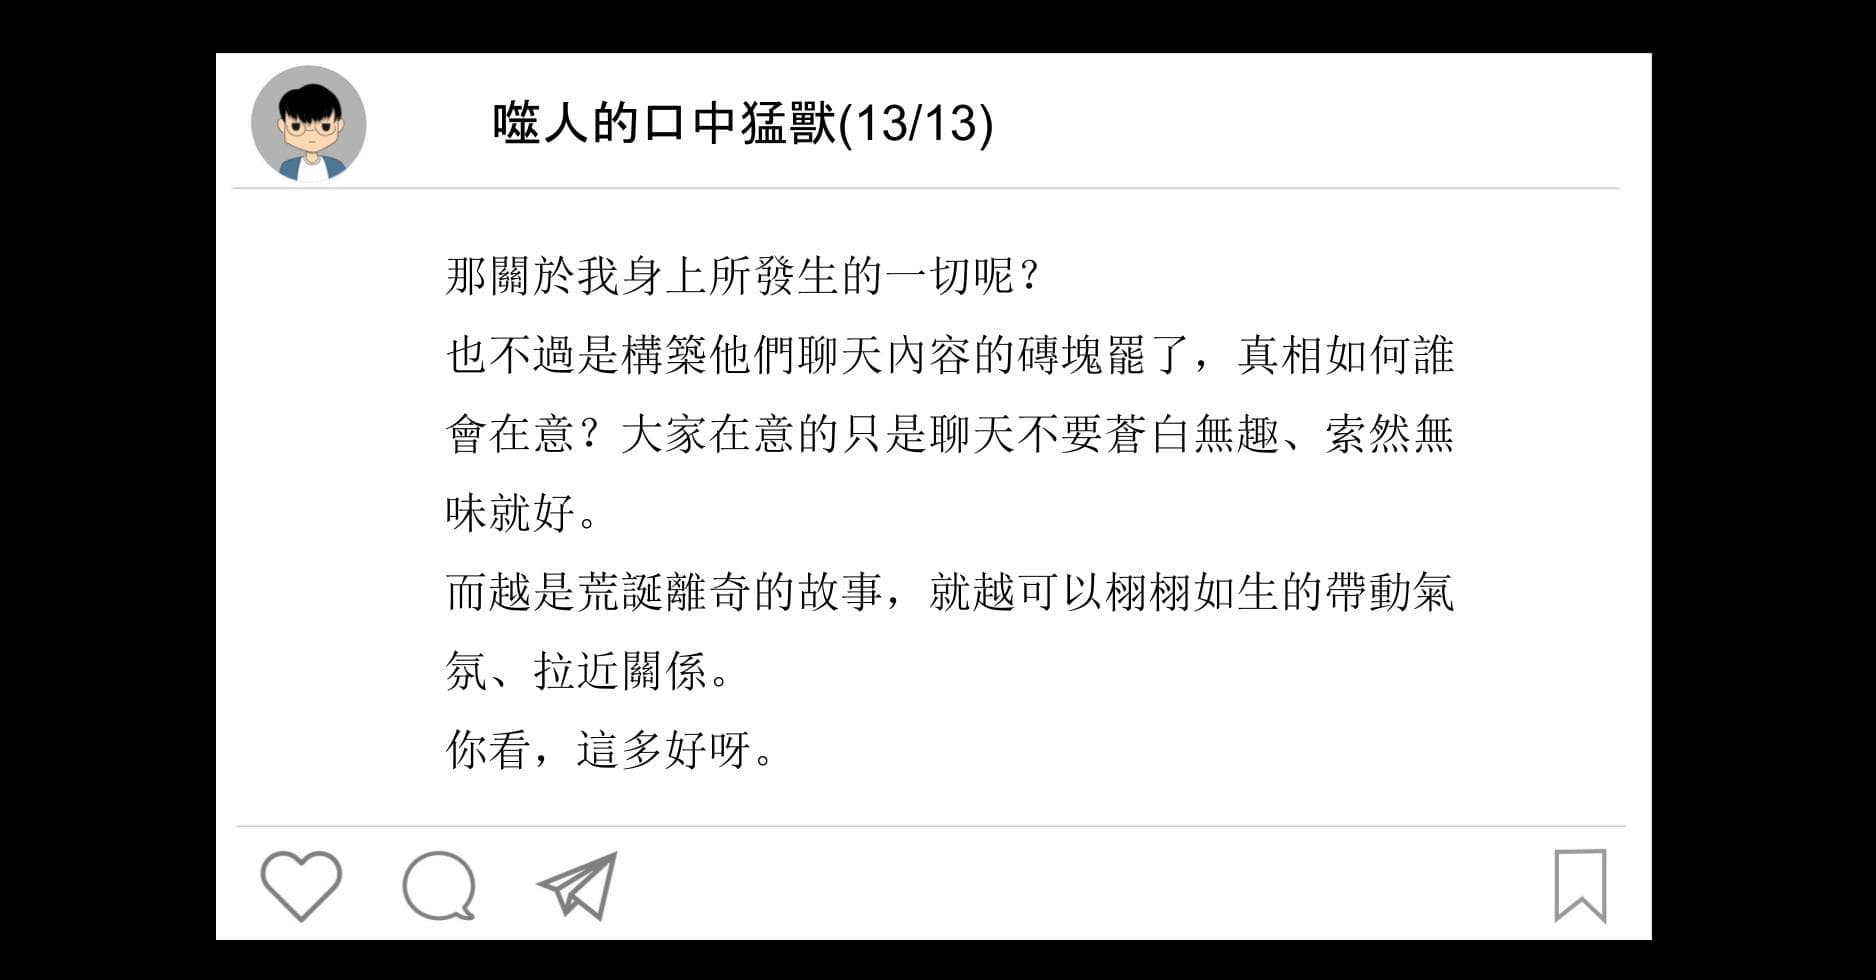 噬人的口中猛獸(13/13)
那關於我身上所發生的一切呢？
也不過是構築他們聊天內容的磚塊罷了，真相如何誰
會在意？大家在意的只是聊天不要蒼白無趣、索然無
味就好。
而越是荒誕離奇的故事，就越可以栩栩如生的帶動氣
氛、拉近關係。
你看，這多好呀。